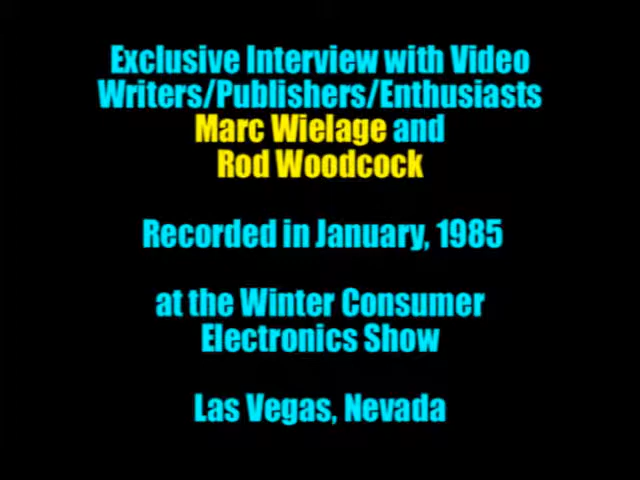 Exclusive Interview with Video
Writers/Publishers/Enthusiasts
Marc Wielage and
Rod Woodcock
Recorded in January, 1985
at the Winter Consumer
Electronics Show
Las Vegas, Nevada